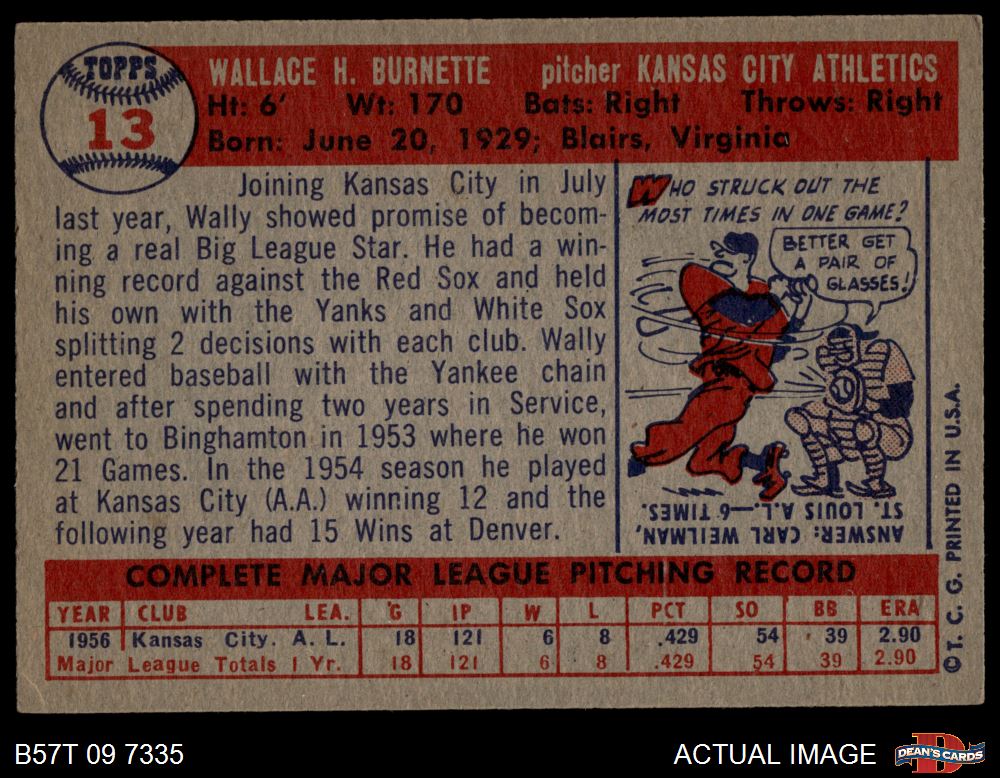 TOPPS
13
WALLACE H. BURNETTE pitcher KANSAS CITY ATHLETICS
Ht: 6' Wt: 170 Bats: Right Throws: Right
Born: June 20, 1929; Blairs, Virginia
Joining Kansas City in July
last year, Wally showed promise of becom-
ing a real Big League Star. He had a win-
ning record against the Red Sox and held
his own with the Yanks and White Sox
splitting 2 decisions with each club. Wally
entered baseball with the Yankee chain
and after spending two years in Service,
went to Binghamton in 1953 where he won
21 Games. In the 1954 season he played
at Kansas City (A.A.) winning 12 and the
following year had 15 Wins at Denver.
WHO STRUCK OUT THE
MOST TIMES IN ONE GAME?
BETTER GET
A PAIR OF
GLASSES!
ANSWER: CARL WEILMAN,
ST. LOUIS A.L.—6 TIMES.
© T. C. G. PRINTED IN U.S.A.
COMPLETE MAJOR LEAGUE PITCHING RECORD
YEAR CLUB LEA. G IP W L PCT SO BB ERA
1956 Kansas City. A. L. 18 121 6 8 .429 54 39 2.90
Major League Totals 1 Yr. 18 121 6 8 .429 54 39 2.90
B57T 09 7335
ACTUAL IMAGE
DEAN'S CARDS